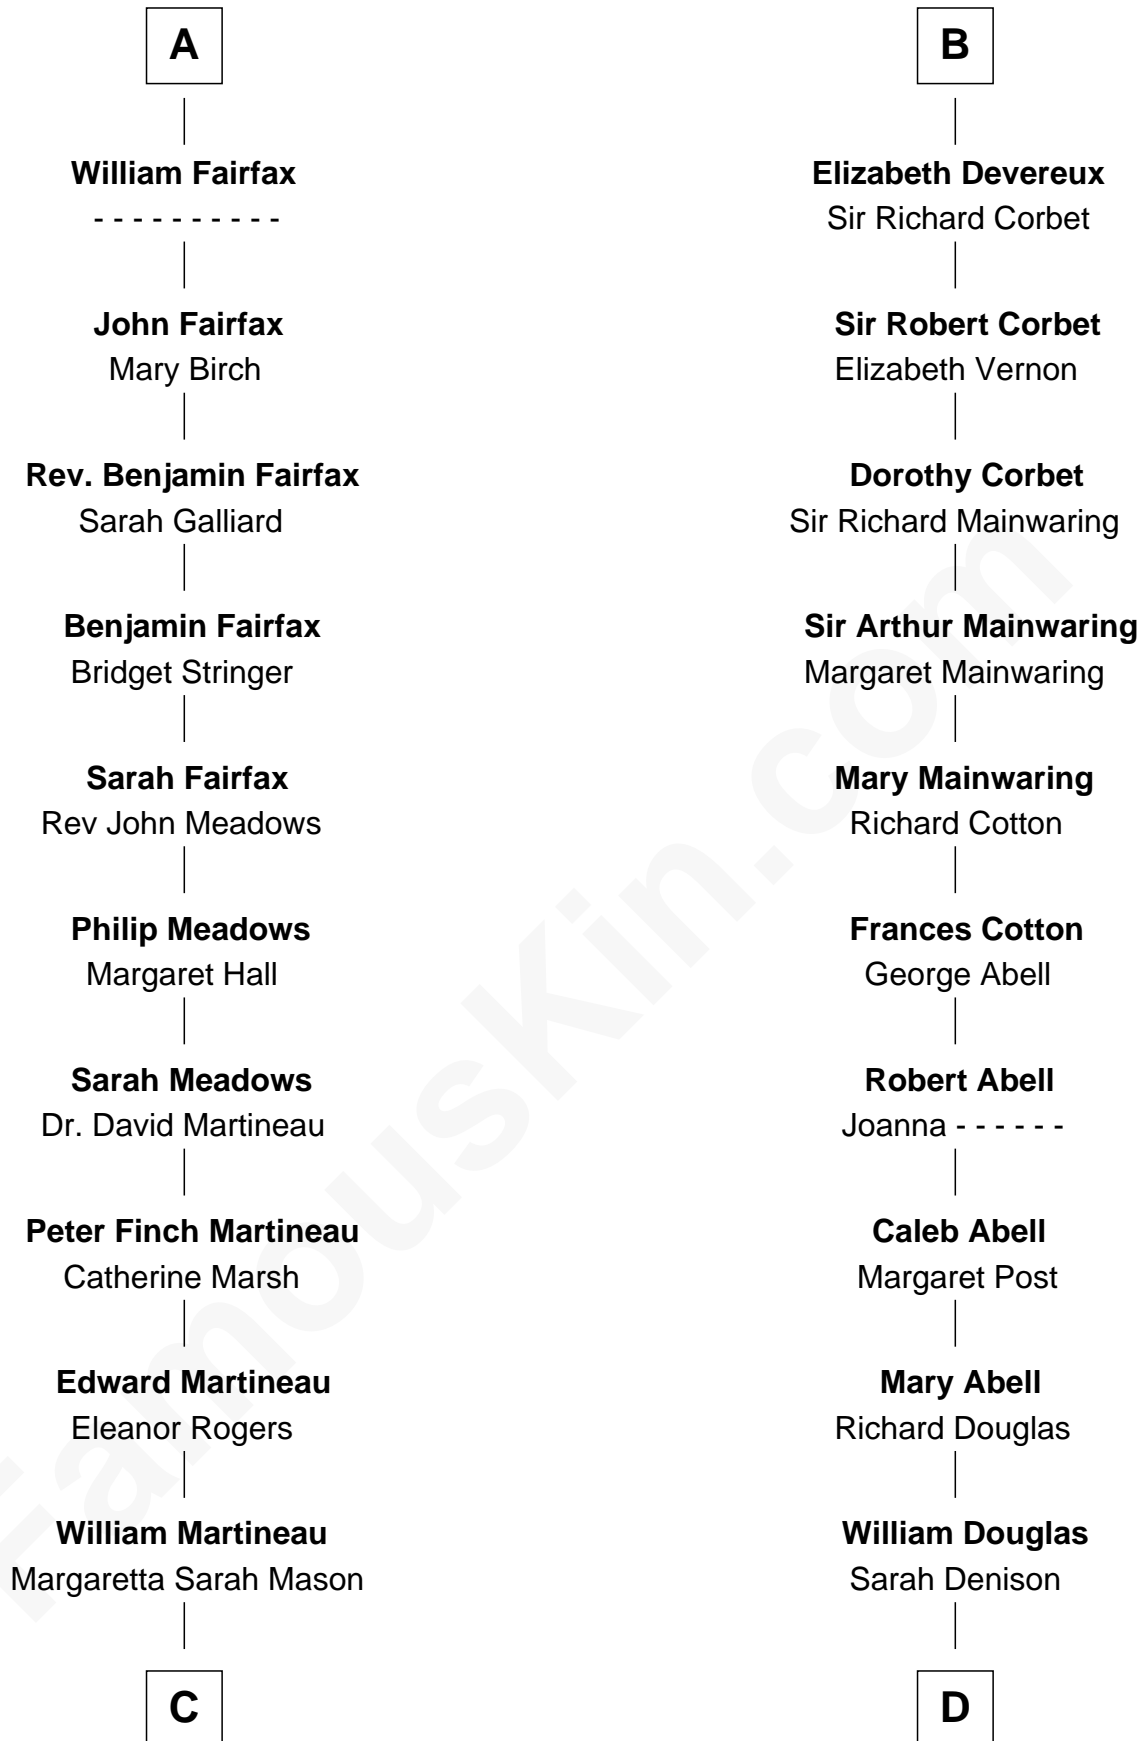 A
William Fairfax
- - - - - - - - - -
John Fairfax
Mary Birch
Rev. Benjamin Fairfax
Sarah Galliard
Benjamin Fairfax
Bridget Stringer
Sarah Fairfax
Rev John Meadows
Philip Meadows
Margaret Hall
Sarah Meadows
Dr. David Martineau
Peter Finch Martineau
Catherine Marsh
Edward Martineau
Eleanor Rogers
William Martineau
Margaretta Sarah Mason
C
B
Elizabeth Devereux
Sir Richard Corbet
Sir Robert Corbet
Elizabeth Vernon
Dorothy Corbet
Sir Richard Mainwaring
Sir Arthur Mainwaring
Margaret Mainwaring
Mary Mainwaring
Richard Cotton
Frances Cotton
George Abell
Robert Abell
Joanna - - - - - -
Caleb Abell
Margaret Post
Mary Abell
Richard Douglas
William Douglas
Sarah Denison
D
FamousKin.com